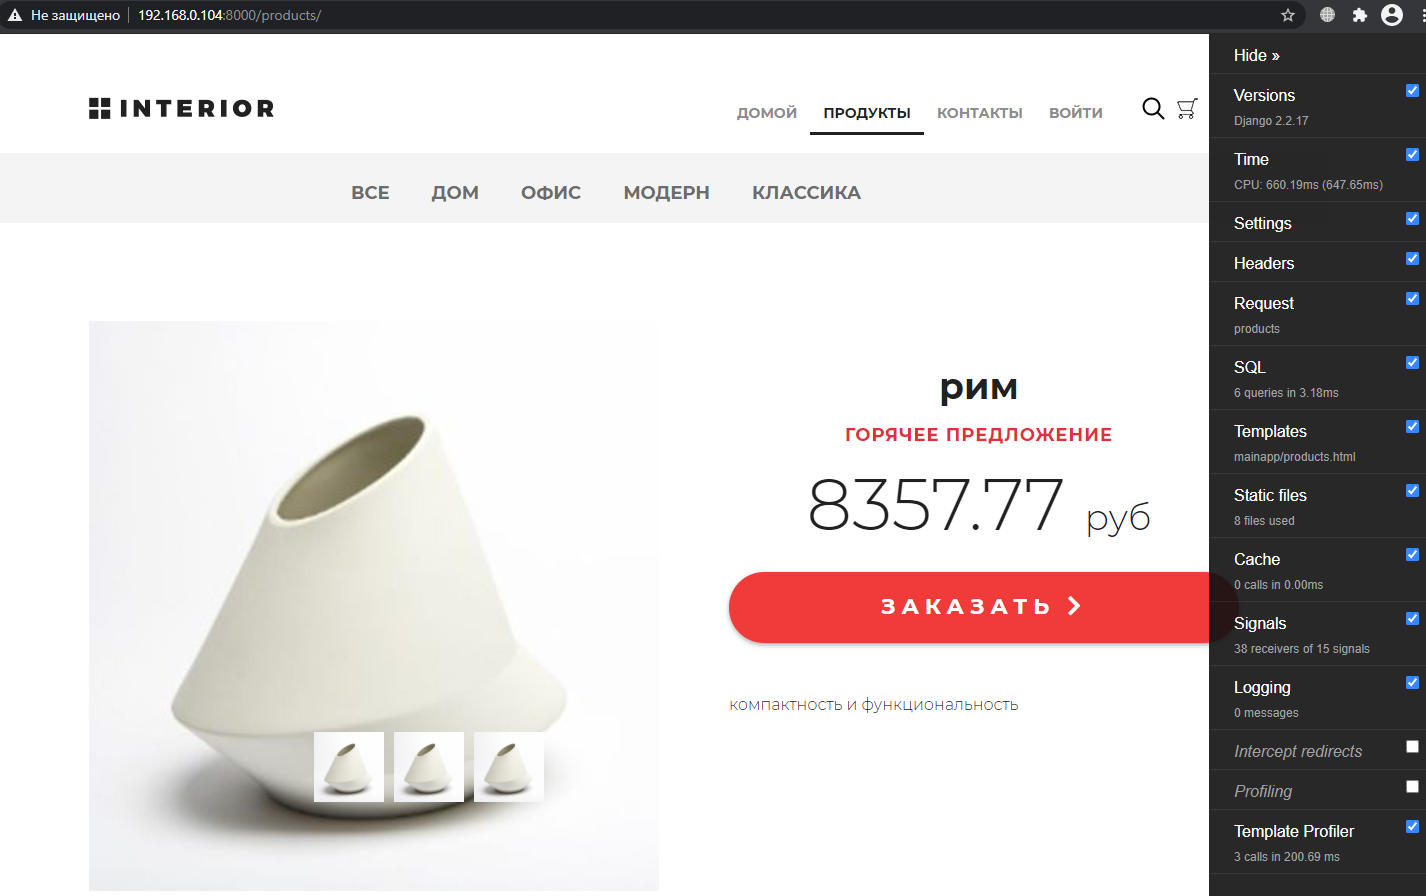 Не защищено
192.168.0.104:8000/products/
INTERIOR
ДОМОЙ ПРОДУКТЫ КОНТАКТЫ ВОЙТИ
ВСЕ ДОМ ОФИС МОДЕРН КЛАССИКА
рим
ГОРЯЧЕЕ ПРЕДЛОЖЕНИЕ
8357.77 руб
ЗАКАЗАТЬ
компактность и функциональность
Hide »
Versions
Django 2.2.17
Time
CPU: 660.19ms (647.65ms)
Settings
Headers
Request
products
SQL
6 queries in 3.18ms
Templates
mainapp/products.html
Static files
8 files used
Cache
0 calls in 0.00ms
Signals
38 receivers of 15 signals
Logging
0 messages
Intercept redirects
Profiling
Template Profiler
3 calls in 200.69 ms